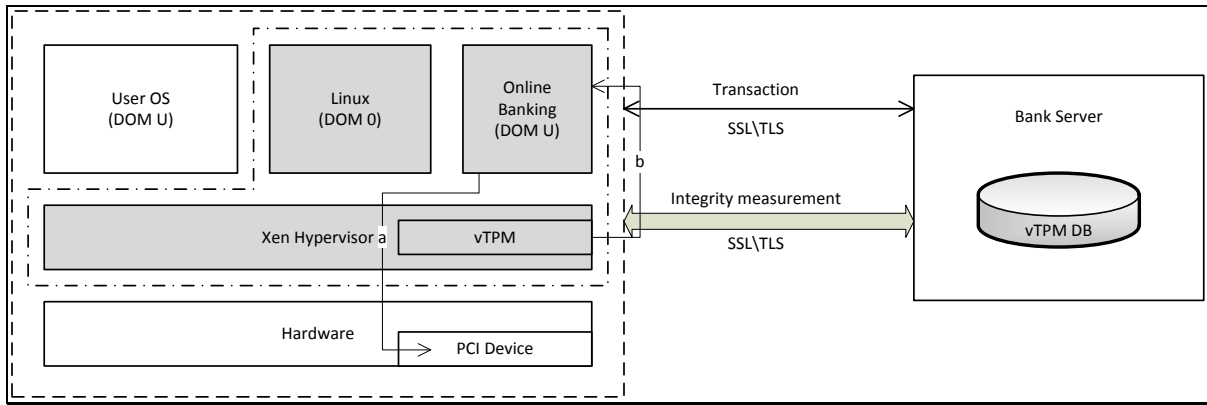 User OS
(DOM U)
Linux
(DOM 0)
Online
Banking
(DOM U)
Transaction
SSL\TLS
Bank Server
b
Integrity measurement
SSL\TLS
vTPM DB
Xen Hypervisor
a
vTPM
Hardware
PCI Device